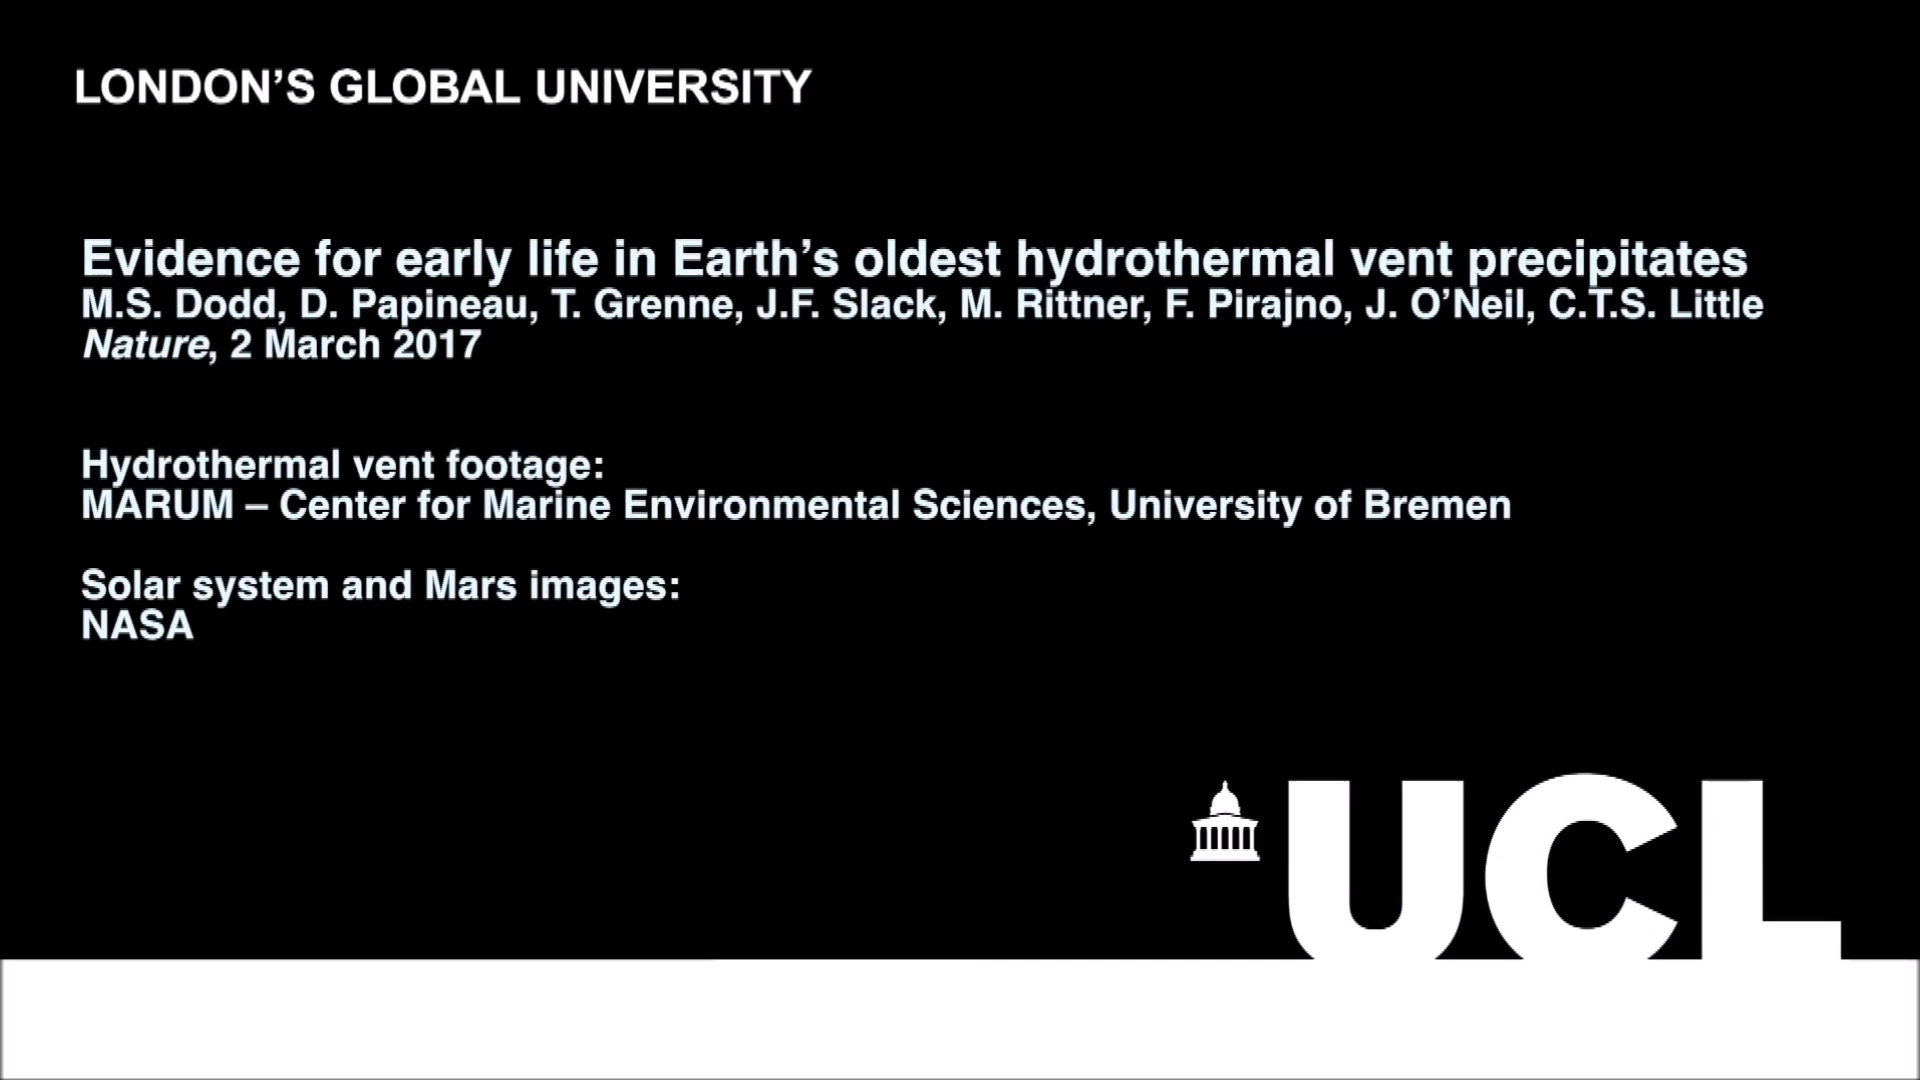 LONDON’S GLOBAL UNIVERSITY
Evidence for early life in Earth’s oldest hydrothermal vent precipitates
M.S. Dodd, D. Papineau, T. Grenne, J.F. Slack, M. Rittner, F. Pirajno, J. O’Neil, C.T.S. Little
Nature, 2 March 2017
Hydrothermal vent footage:
MARUM – Center for Marine Environmental Sciences, University of Bremen
Solar system and Mars images:
NASA
UCL